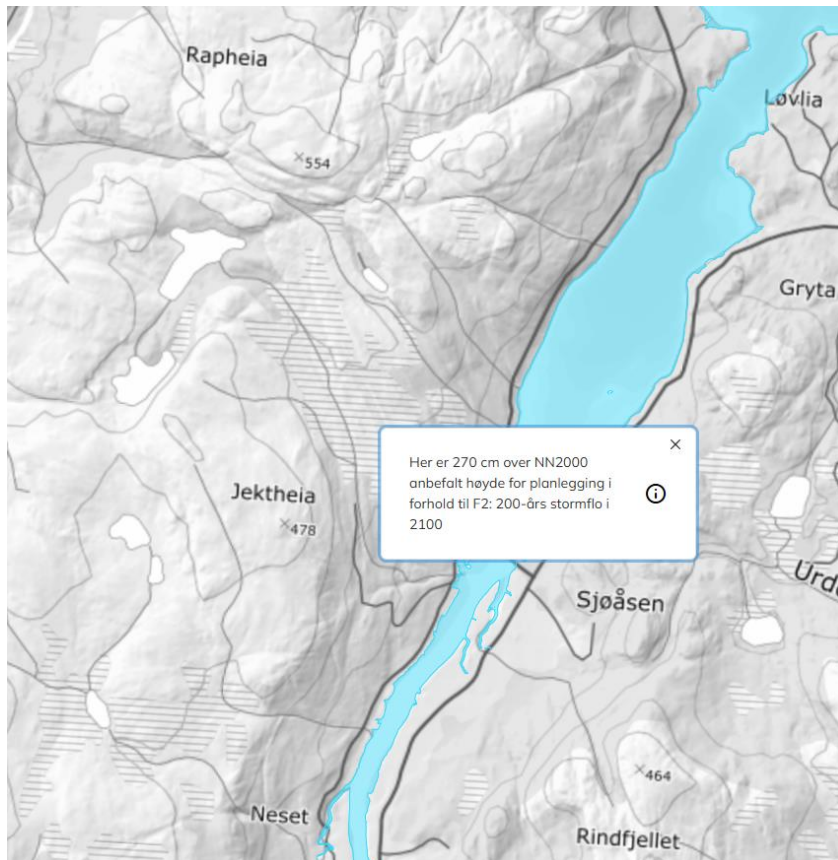 Rapheia
Løvlia
554
Gryta
Her er 270 cm over NN2000
anbefalt høyde for planlegging i
forhold til F2: 200-års stormflo i
2100
Jektheia
478
Sjøåsen
464
Neset
Rindfjellet